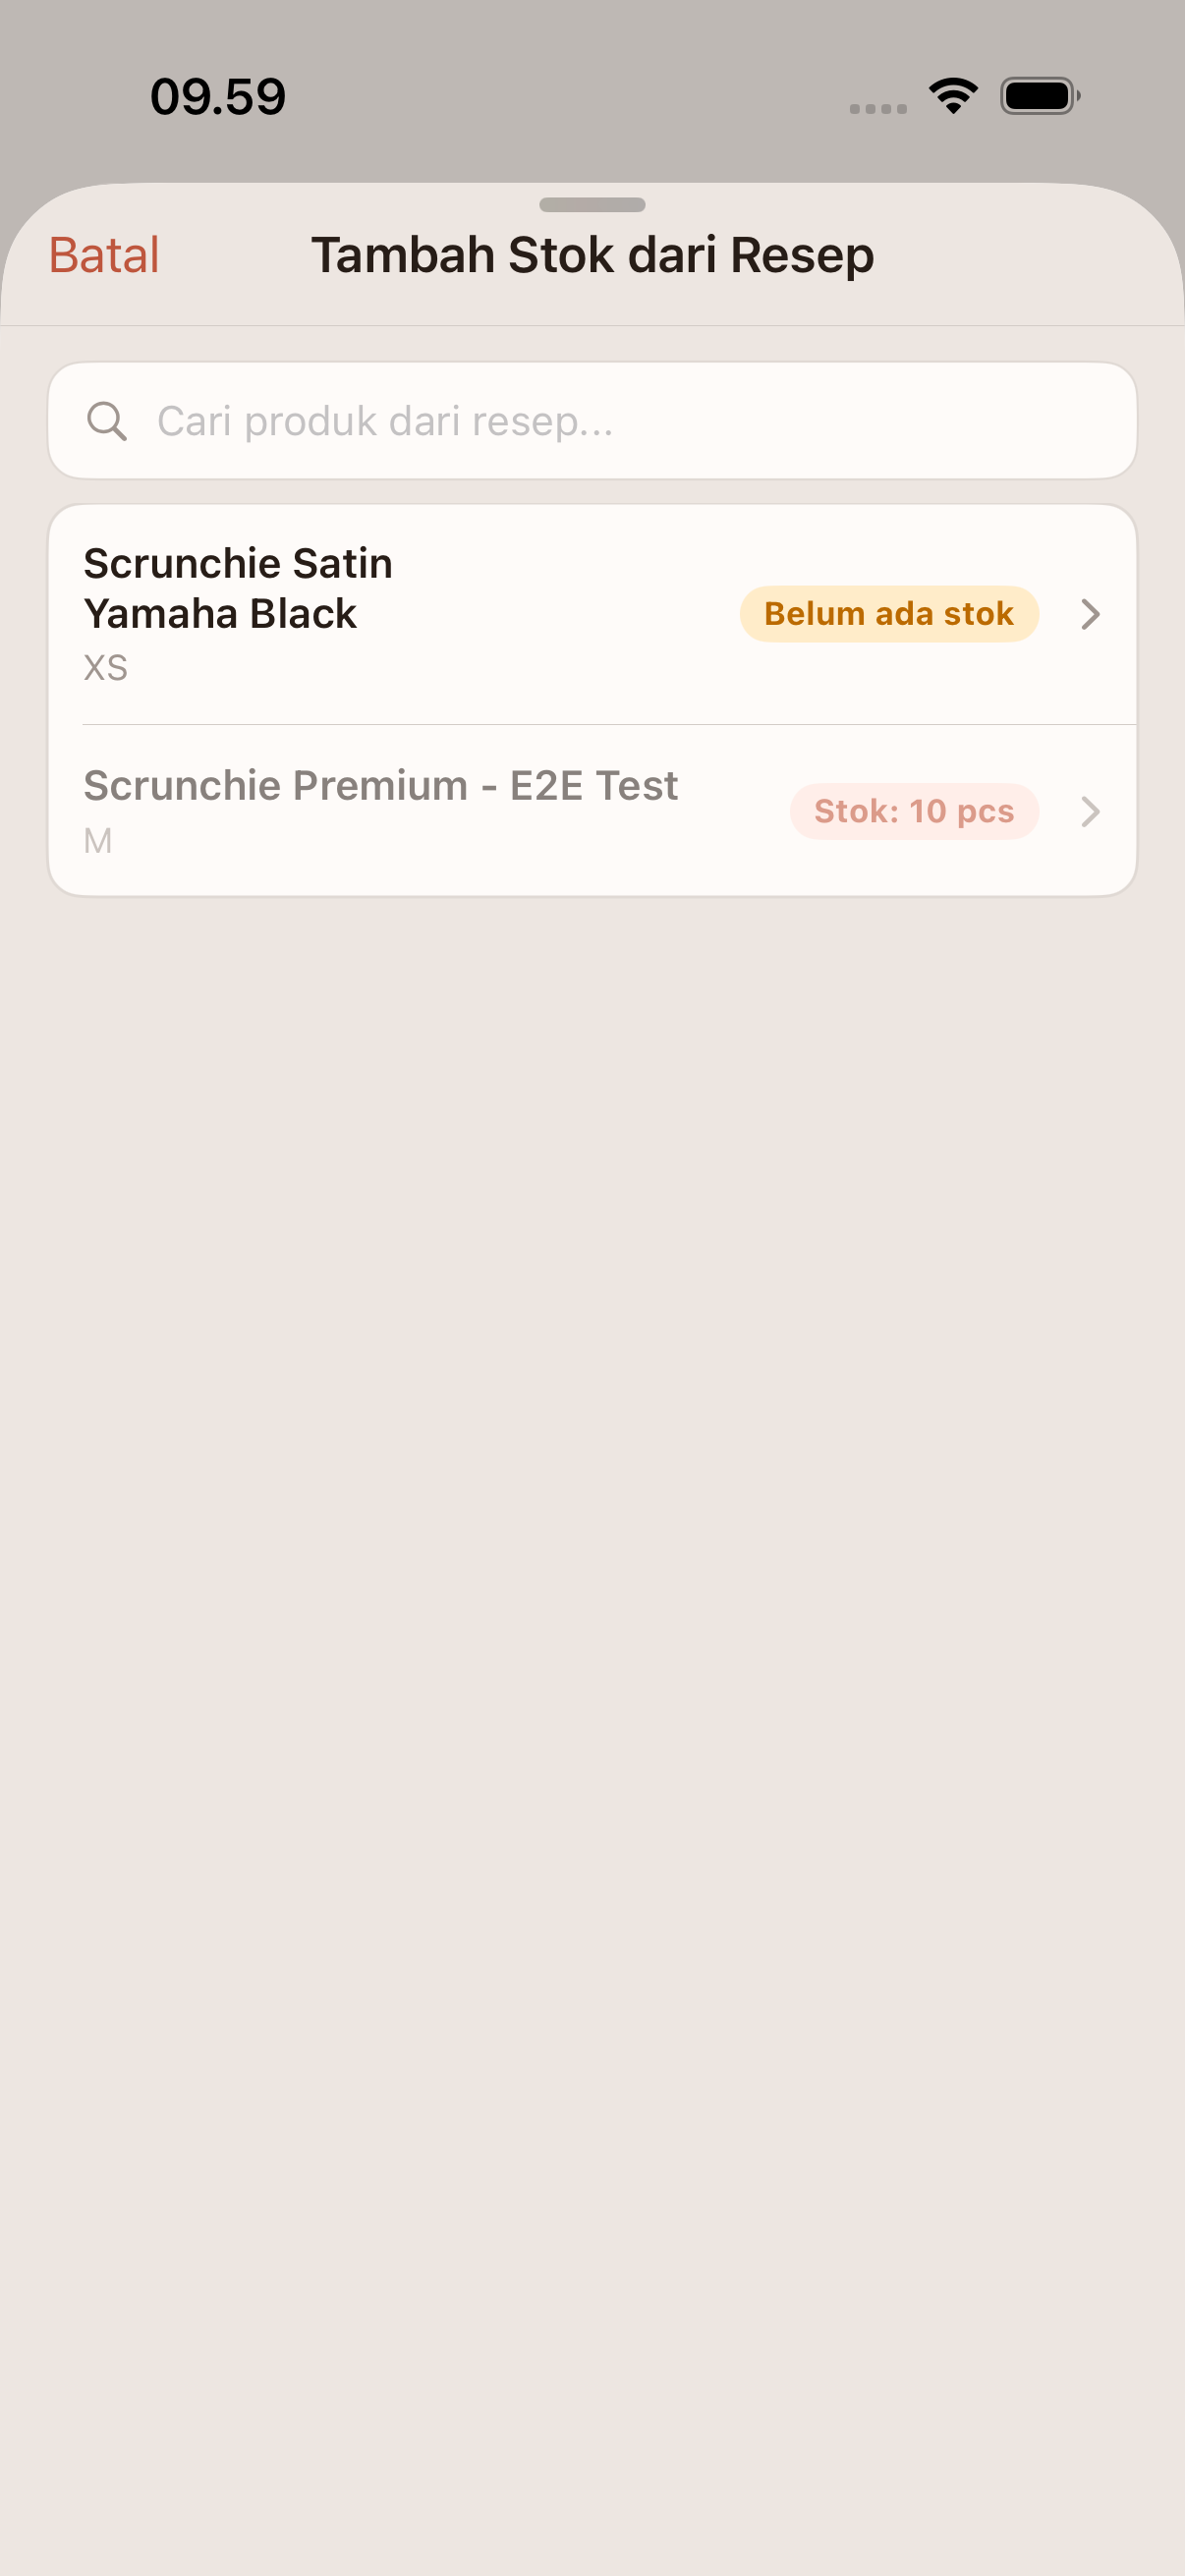 09.59
Batal
Tambah Stok dari Resep
Cari produk dari resep...
Scrunchie Satin
Yamaha Black
XS
Belum ada stok
Scrunchie Premium - E2E Test
M
Stok: 10 pcs